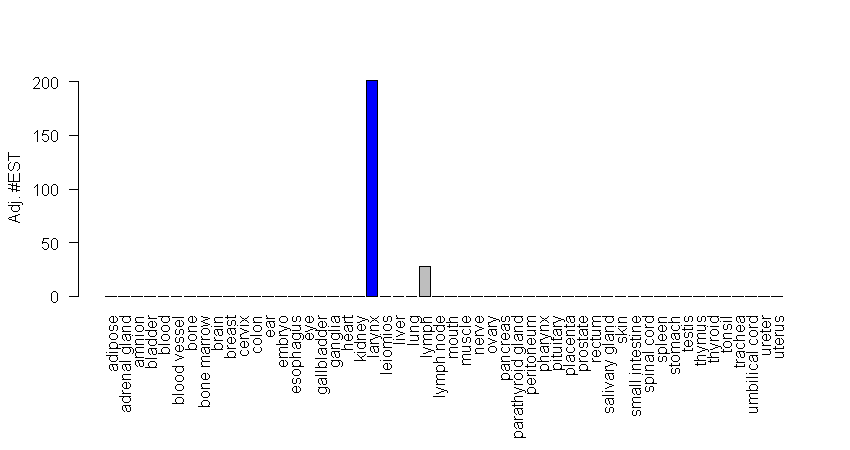 Adj. #EST
200
150
100
50
0
adipose
adrenal gland
amnion
bladder
blood
blood vessel
bone
bone marrow
brain
breast
cervix
colon
ear
embryo
esophagus
eye
gallbladder
ganglia
heart
kidney
larynx
leiomios
liver
lung
lymph
lymph node
mouth
muscle
nerve
ovary
pancreas
parathyroid gland
peritoneum
pharynx
pituitary
placenta
prostate
rectum
salivary gland
skin
small intestine
spinal cord
spleen
stomach
testis
thymus
thyroid
tonsil
trachea
umbilical cord
ureter
uterus